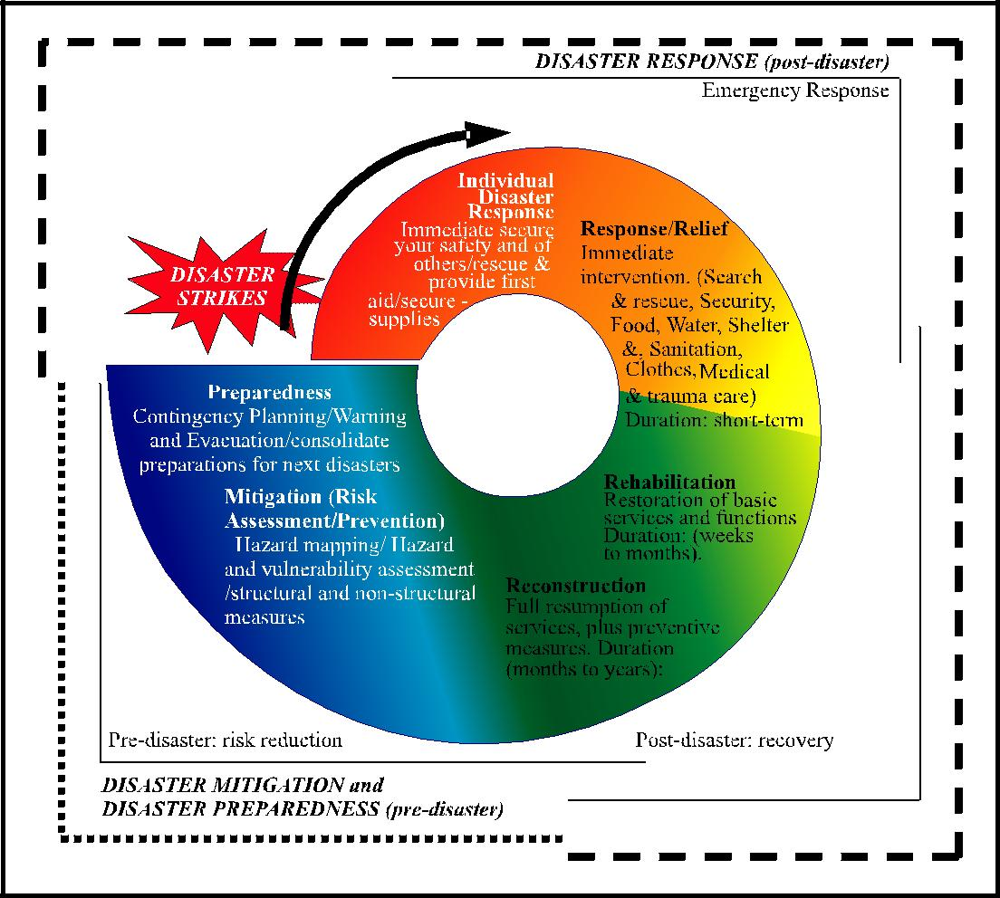 DISASTER RESPONSE (post-disaster)
Emergency Response
DISASTER
STRIKES
Individual
Disaster
Response
Immediate secure
your safety and of
others/rescue &
provide first
aid/secure -
supplies
Response/Relief
Immediate
intervention. (Search
& rescue, Security,
Food, Water, Shelter
&, Sanitation,
Clothes, Medical
& trauma care)
Duration: short-term
Rehabilitation
Restoration of basic
services and functions
Duration: (weeks
to months).
Reconstruction
Full resumption of
services, plus preventive
measures. Duration
(months to years):
Preparedness
Contingency Planning/Warning
and Evacuation/consolidate
preparations for next disasters
Mitigation (Risk
Assessment/Prevention)
Hazard mapping/ Hazard
and vulnerability assessment
/structural and non-structural
measures
Pre-disaster: risk reduction
Post-disaster: recovery
DISASTER MITIGATION and
DISASTER PREPAREDNESS (pre-disaster)